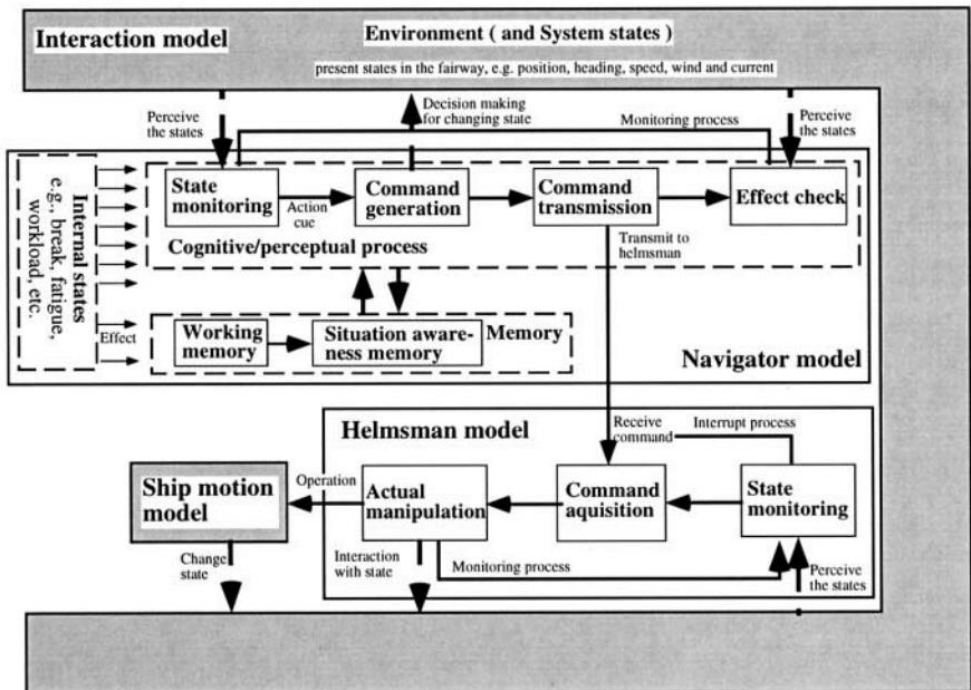 Interaction model
Environment ( and System states )
present states in the fairway, e.g. position, heading, speed, wind and current
Perceive
the states
Decision making
for changing state
Monitoring process
Perceive
the states
Internal states
e.g., break, fatigue,
workload, etc.
Effect
State
monitoring
Action
cue
Command
generation
Command
transmission
Effect check
Cognitive/perceptual process
Transmit to
helmsman
Working
memory
Situation aware-
ness memory
Memory
Navigator model
Helmsman model
Receive
command
Interrupt process
Ship motion
model
Operation
Actual
manipulation
Command
aquisition
State
monitoring
Change
state
Interaction
with state
Monitoring process
Perceive
the states